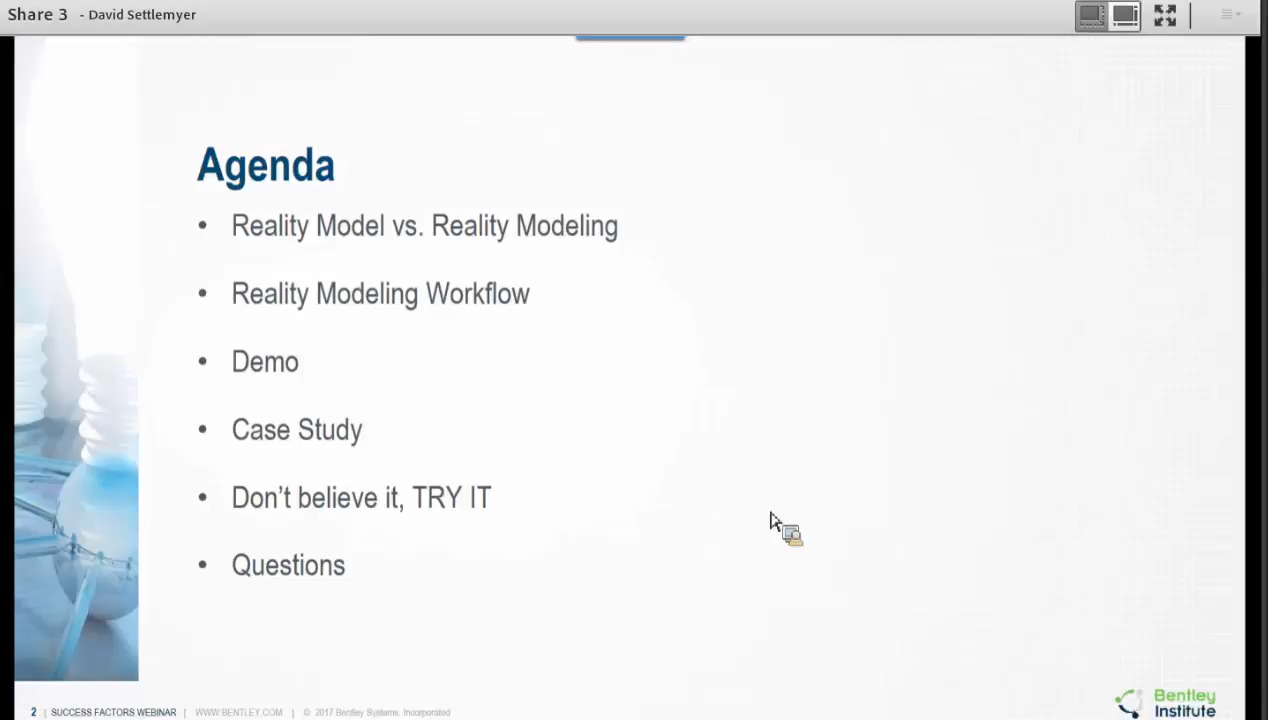 Share 3 - David Settlemyer
Agenda
• Reality Model vs. Reality Modeling
• Reality Modeling Workflow
• Demo
• Case Study
• Don't believe it, TRY IT
• Questions
2 | SUCCESS FACTORS WEBINAR | WWW.BENTLEY.COM | © 2017 Bentley Systems, Incorporated
Bentley
Institute